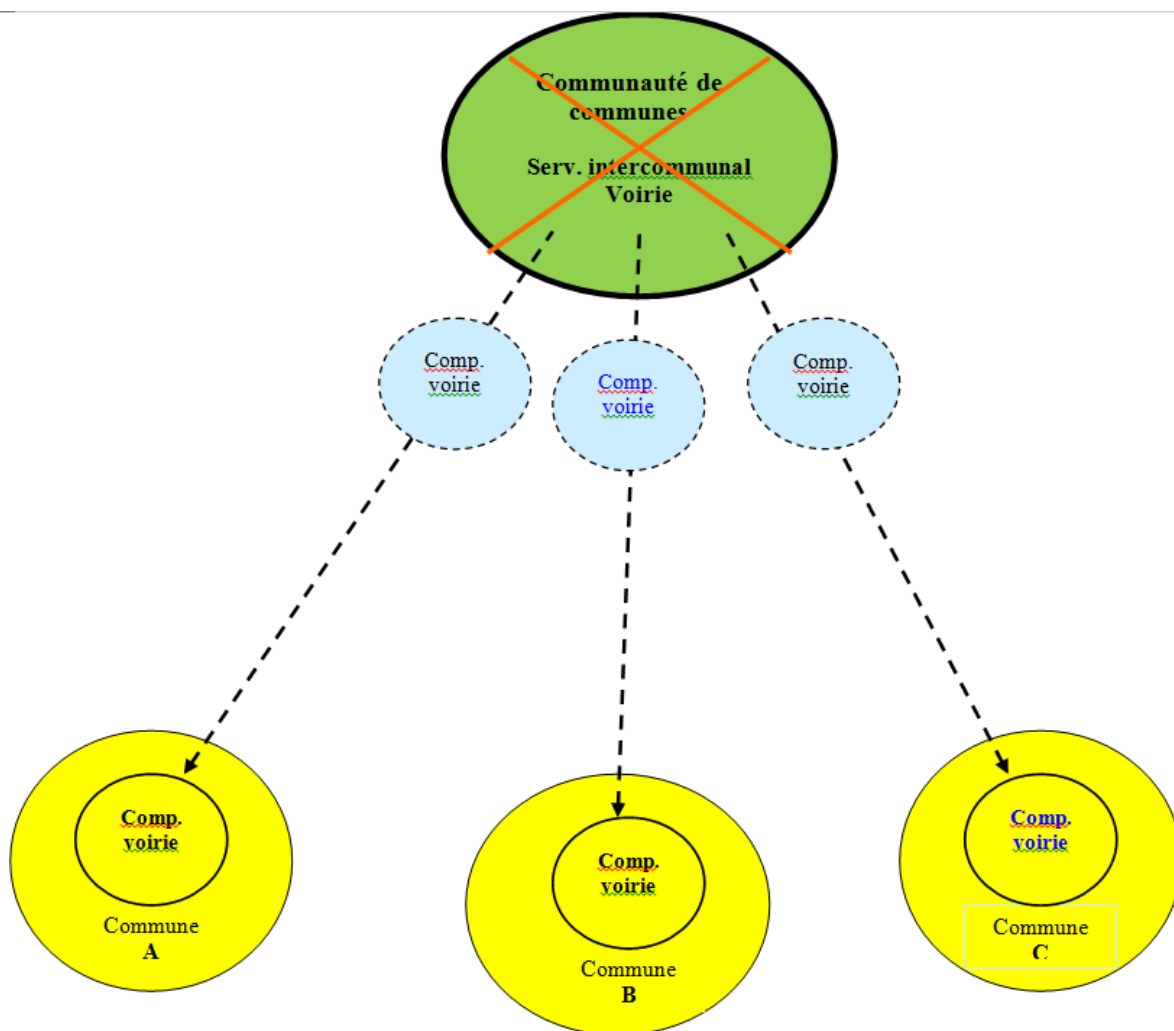 Communauté de
communes
Serv. intercommunal
Voirie
Comp.
voirie
Comp.
voirie
Comp.
voirie
Comp.
voirie
Commune
A
Comp.
voirie
Commune
B
Comp.
voirie
Commune
C